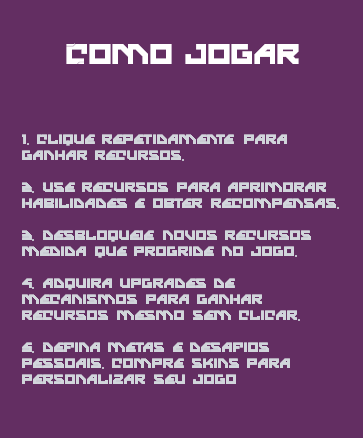 COMO JOGAR
1. CLIQUE REPETIDAMENTE PARA
GANHAR RECURSOS.
2. USE RECURSOS PARA APRIMORAR
HABILIDADES E OBTER RECOMPENSAS.
3. DESBLOQUEIE NOVOS RECURSOS
MEDIDA QUE PROGRIDE NO JOGO.
4. ADQUIRA UPGRADES DE
MECANISMOS PARA GANHAR
RECURSOS MESMO SEM CLICAR.
5. DEFINA METAS E DESAFIOS
PESSOAIS. COMPRE SKINS PARA
PERSONALIZAR SEU JOGO